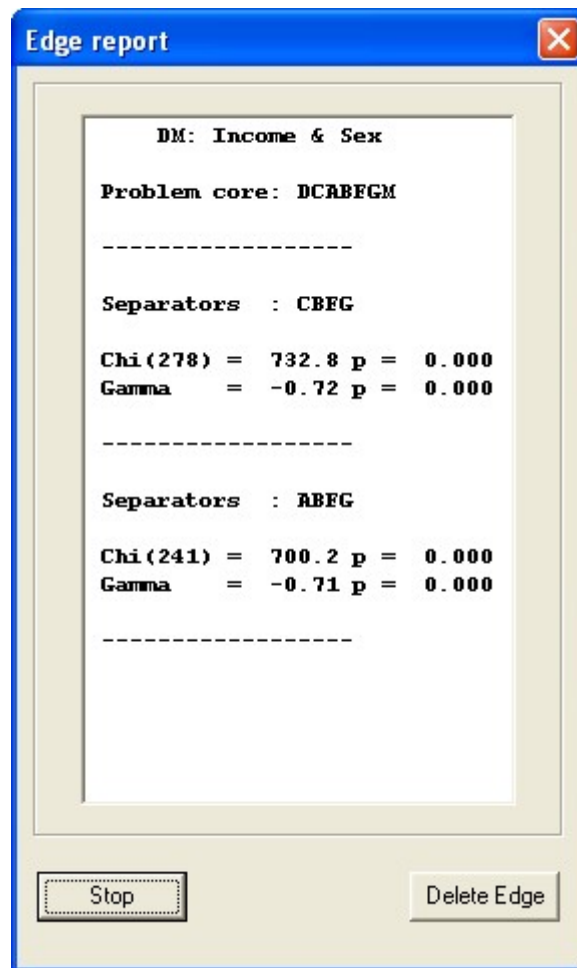 Edge report
DM: Income & Sex
Problem core: DCABFGM
------------------
Separators : CBFG
Chi(278) = 732.8 p = 0.000
Gamma = -0.72 p = 0.000
------------------
Separators : ABFG
Chi(241) = 700.2 p = 0.000
Gamma = -0.71 p = 0.000
------------------
Stop
Delete Edge